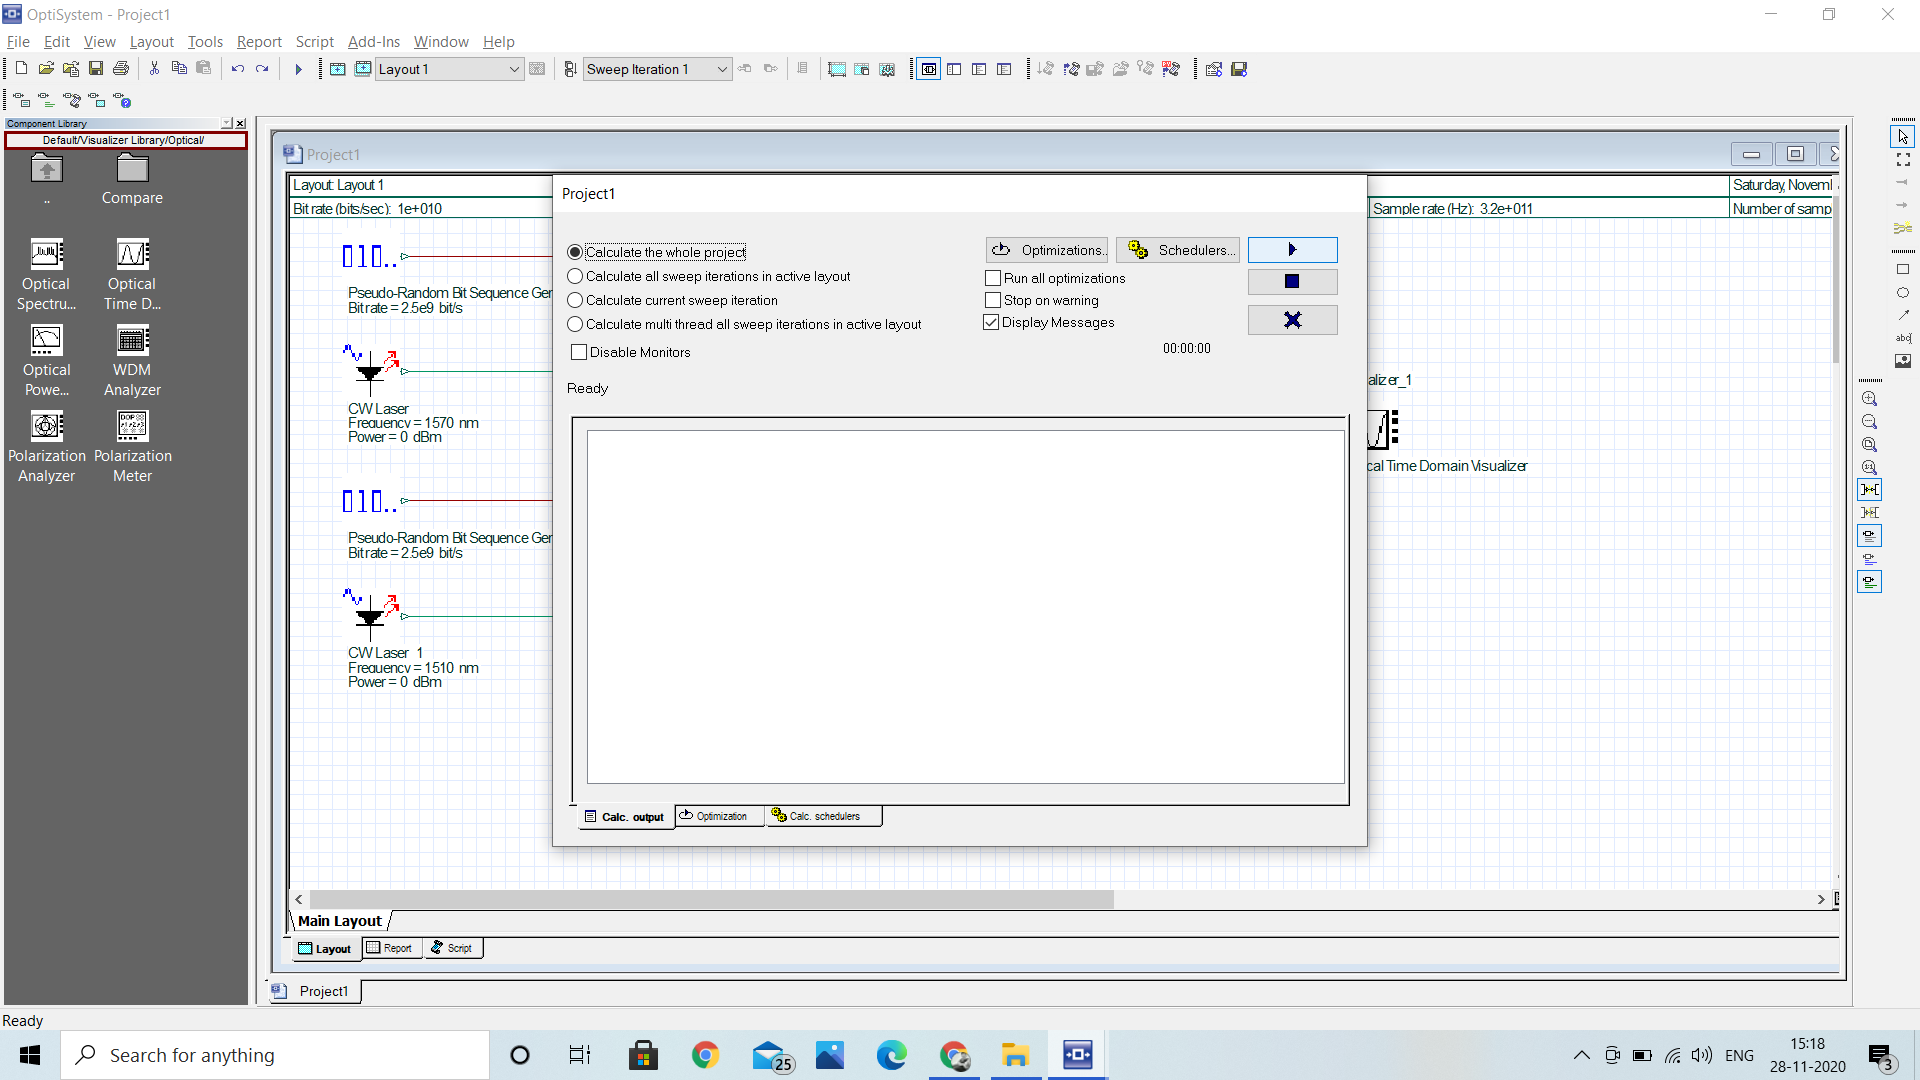 OptiSystem - Project1
File Edit View Layout Tools Report Script Add-Ins Window Help
Layout 1
Sweep Iteration 1
Component Library
Default/Visualizer Library/Optical/
..
Compare
Optical Spectru...
Optical Time D...
Optical Powe...
WDM Analyzer
Polarization Analyzer
Polarization Meter
Project1
Layout: Layout 1
Saturday, Novem
Bit rate (bits/sec): 1e+010
Sample rate (Hz): 3.2e+011
Number of samp
Pseudo-Random Bit Sequence Ger
Bit rate = 2.5e9 bit/s
CW Laser
Frequency = 1570 nm
Power = 0 dBm
Pseudo-Random Bit Sequence Ger
Bit rate = 2.5e9 bit/s
CW Laser 1
Frequency = 1510 nm
Power = 0 dBm
alizer_1
cal Time Domain Visualizer
Project1
Calculate the whole project
Calculate all sweep iterations in active layout
Calculate current sweep iteration
Calculate multi thread all sweep iterations in active layout
Disable Monitors
Optimizations...
Schedulers...
Run all optimizations
Stop on warning
Display Messages
00:00:00
Ready
Calc. output
Optimization
Calc. schedulers
Main Layout
Layout
Report
Script
Project1
Ready
Search for anything
25
ENG
15:18
28-11-2020
3